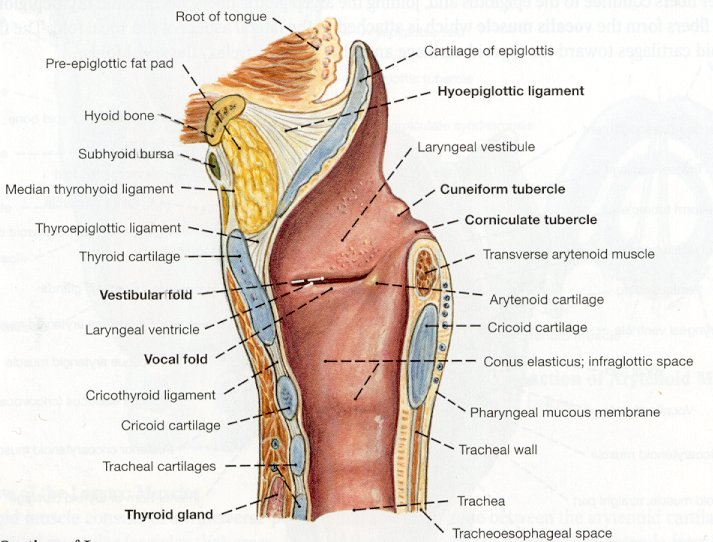 Root of tongue
Pre-epiglottic fat pad
Hyoid bone
Subhyoid bursa
Median thyrohyoid ligament
Thyroepiglottic ligament
Thyroid cartilage
Vestibular fold
Laryngeal ventricle
Vocal fold
Cricothyroid ligament
Cricoid cartilage
Tracheal cartilages
Thyroid gland
Cartilage of epiglottis
Hyoepiglottic ligament
Laryngeal vestibule
Cuneiform tubercle
Corniculate tubercle
Transverse arytenoid muscle
Arytenoid cartilage
Cricoid cartilage
Conus elasticus; infraglottic space
Pharyngeal mucous membrane
Tracheal wall
Trachea
Tracheoesophageal space